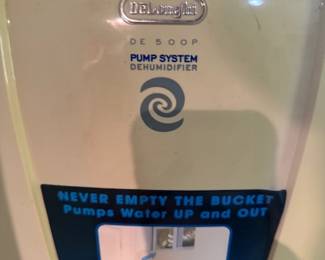 DeLonghi
DE 500P
PUMP SYSTEM
DEHUMIDIFIER
NEVER EMPTY THE BUCKET
Pumps Water UP and OUT